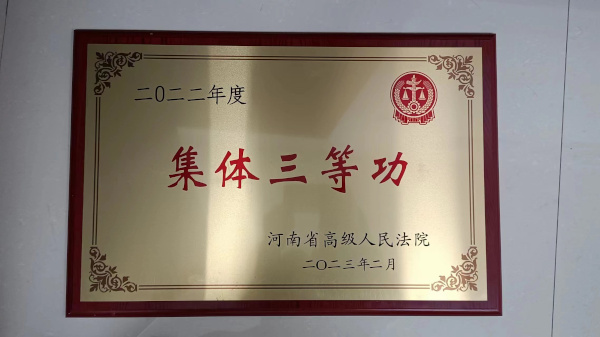 二〇二二年度
集体三等功
河南省高级人民法院
二〇二三年二月